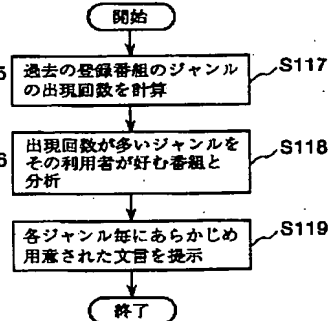 開始
5
過去の登録番組のジャンル
の出現回数を計算
S117
6
出現回数が多いジャンルを
その利用者が好む番組と
分析
S118
各ジャンル毎にあらかじめ
用意された文言を提示
S119
終了